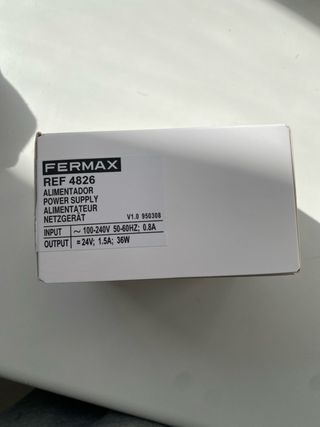 FERMAX
REF 4826
ALIMENTADOR
POWER SUPPLY
ALIMENTATEUR
NETZGERÄT V1.0 950308
INPUT ~ 100-240V 50-60HZ; 0.8A
OUTPUT = 24V; 1.5A; 36W